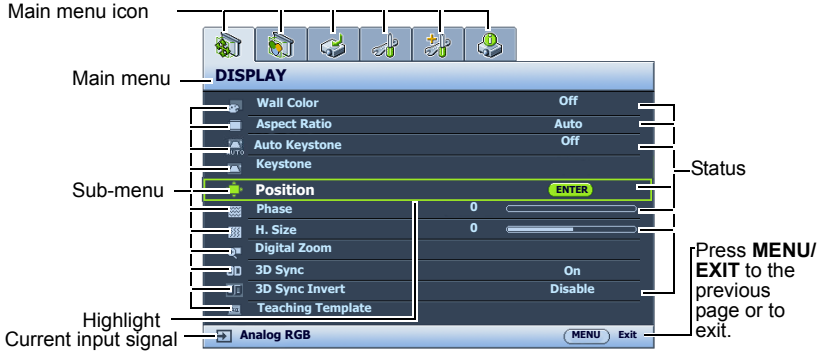 Main menu icon
Main menu
DISPLAY
Wall Color Off
Aspect Ratio Auto
AUTO
Auto Keystone Off
Keystone
Status
Sub-menu
Position ENTER
Phase 0
H. Size 0
Digital Zoom
3D
3D Sync On
3D Sync Invert Disable
Teaching Template
Press MENU/
EXIT to the
previous
page or to
exit.
Highlight
Current input signal
Analog RGB MENU Exit